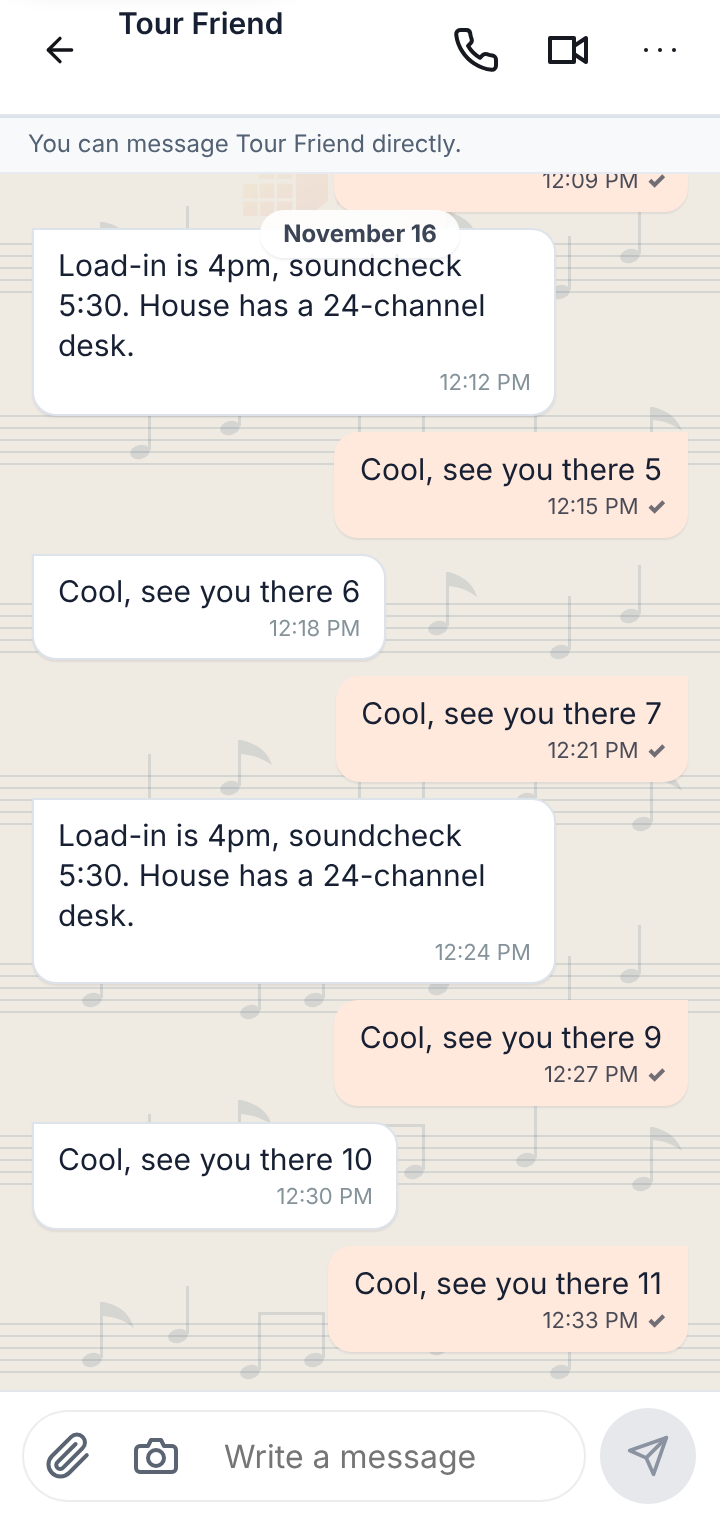 Tour Friend
You can message Tour Friend directly.
12:09 PM
November 16
Load-in is 4pm, soundcheck
5:30. House has a 24-channel
desk.
12:12 PM
Cool, see you there 5
12:15 PM
Cool, see you there 6
12:18 PM
Cool, see you there 7
12:21 PM
Load-in is 4pm, soundcheck
5:30. House has a 24-channel
desk.
12:24 PM
Cool, see you there 9
12:27 PM
Cool, see you there 10
12:30 PM
Cool, see you there 11
12:33 PM
Write a message